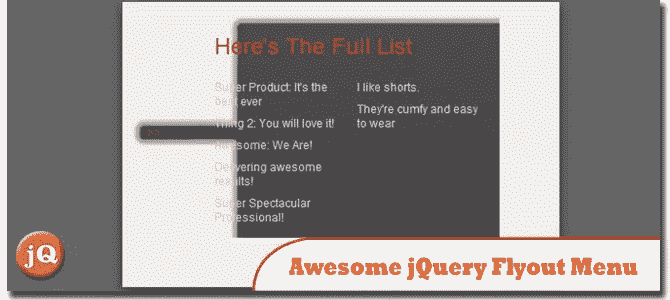 Here's The Full List
Super Product: It's the
best ever
Thing 2: You will love it!
Awesome: We Are!
Delivering awesome
results!
Super Spectacular
Professional!
I like shorts.
They're cumfy and easy
to wear
>>
jQ
Awesome jQuery Flyout Menu